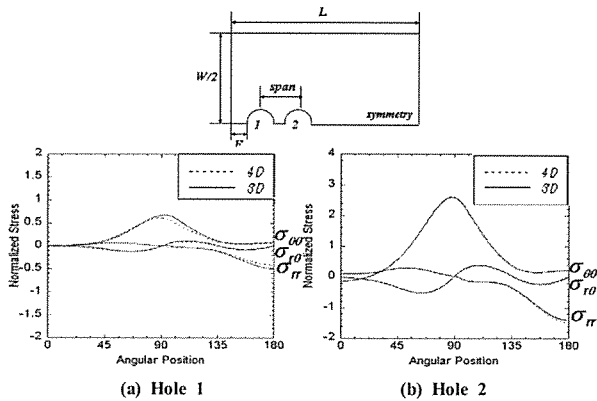 L
W/2
span
symmetry
1 2
E
2
1.5
1
0.5
0
-0.5
-1
-1.5
-2
Normalized Stress
4D
3D
σθθ
σrθ
σrr
0 45 90 135 180
Angular Position
(a) Hole 1
4
3
2
1
0
-1
-2
Normalized Stress
4D
3D
σθθ
σrθ
σrr
0 45 90 135 180
Angular Position
(b) Hole 2